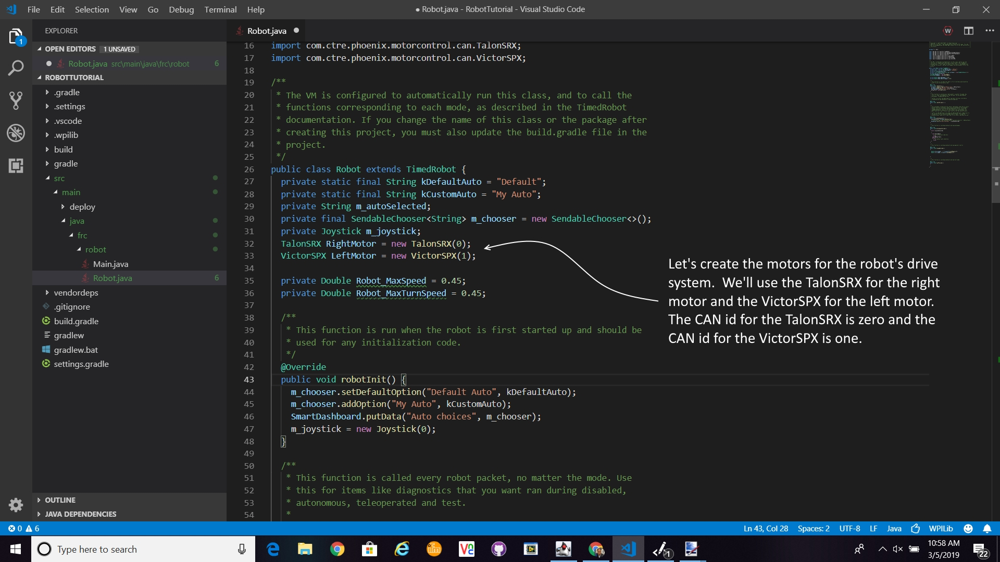 File Edit Selection View Go Debug Terminal Help
● Robot.java - RobotTutorial - Visual Studio Code
EXPLORER
1
OPEN EDITORS 1 UNSAVED
Robot.java src\main\java\frc\robot 6
ROBOTTUTORIAL
.gradle
.settings
.vscode
.wpilib
build
gradle
src
main
deploy
java
frc
robot
Main.java
Robot.java 6
vendordeps
.gitignore
build.gradle
gradlew
gradlew.bat
settings.gradle
OUTLINE
JAVA DEPENDENCIES
Robot.java
W
16 import com.ctre.phoenix.motorcontrol.can.TalonSRX;
17 import com.ctre.phoenix.motorcontrol.can.VictorSPX;
18
19 /**
20 * The VM is configured to automatically run this class, and to call the
21 * functions corresponding to each mode, as described in the TimedRobot
22 * documentation. If you change the name of this class or the package after
23 * creating this project, you must also update the build.gradle file in the
24 * project.
25 */
26 public class Robot extends TimedRobot {
27 private static final String kDefaultAuto = "Default";
28 private static final String kCustomAuto = "My Auto";
29 private String m_autoSelected;
30 private final SendableChooser<String> m_chooser = new SendableChooser<>();
31 private Joystick m_joystick;
32 TalonSRX RightMotor = new TalonSRX(0);
33 VictorSPX LeftMotor = new VictorSPX(1);
34
35 private Double Robot_MaxSpeed = 0.45;
36 private Double Robot_MaxTurnSpeed = 0.45;
37
38 /**
39 * This function is run when the robot is first started up and should be
40 * used for any initialization code.
41 */
42 @Override
43 public void robotInit() {
44 m_chooser.setDefaultOption("Default Auto", kDefaultAuto);
45 m_chooser.addOption("My Auto", kCustomAuto);
46 SmartDashboard.putData("Auto choices", m_chooser);
47 m_joystick = new Joystick(0);
48 }
49
50 /**
51 * This function is called every robot packet, no matter the mode. Use
52 * this for items like diagnostics that you want ran during disabled,
53 * autonomous, teleoperated and test.
54 *
Let's create the motors for the robot's drive
system. We'll use the TalonSRX for the right
motor and the VictorSPX for the left motor.
The CAN id for the TalonSRX is zero and the
CAN id for the VictorSPX is one.
0 6
Ln 43, Col 28 Spaces: 2 UTF-8 LF Java WPILib
Type here to search
ifm
1
10:58 AM
3/5/2019
22